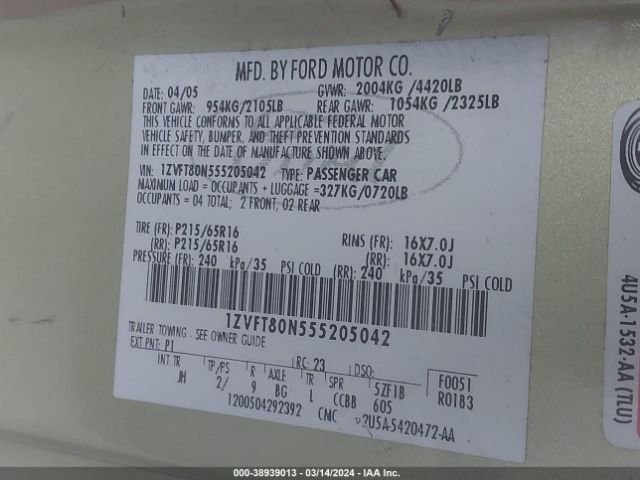 MFD. BY FORD MOTOR CO.
DATE: 04/05 GVWR: 2004KG /4420LB
FRONT GAWR: 954KG/2105LB REAR GAWR: 1054KG /2325LB
THIS VEHICLE CONFORMS TO ALL APPLICABLE FEDERAL MOTOR
VEHICLE SAFETY, BUMPER, AND THEFT PREVENTION STANDARDS
IN EFFECT ON THE DATE OF MANUFACTURE SHOWN ABOVE.
VIN: 1ZVFT80N555205042 TYPE: PASSENGER CAR
MAXIMUM LOAD = OCCUPANTS + LUGGAGE =327KG/0720LB
OCCUPANTS = 04 TOTAL; 2 FRONT, 02 REAR
TIRE (FR): P215/65R16 RIMS (FR): 16X7.0J
(RR): P215/65R16 (RR): 16X7.0J
PRESSURE (FR): 240 kPa/35 PSI COLD (RR): 240 kPa/35 PSI COLD
1ZVFT80N555205042
TRAILER TOWING - SEE OWNER GUIDE
EXT PNT: P1 RC: 23 DSO:
INT TR TP/PS R AXLE TR SPR F0051
JH 2/ 9 BG L CCBB 5ZF1B R0183
605
1200504292392 CMC 2U5A-5420472-AA
4U5A-1532-AA (TLU)
000-38939013 - 03/14/2024 - IAA Inc.